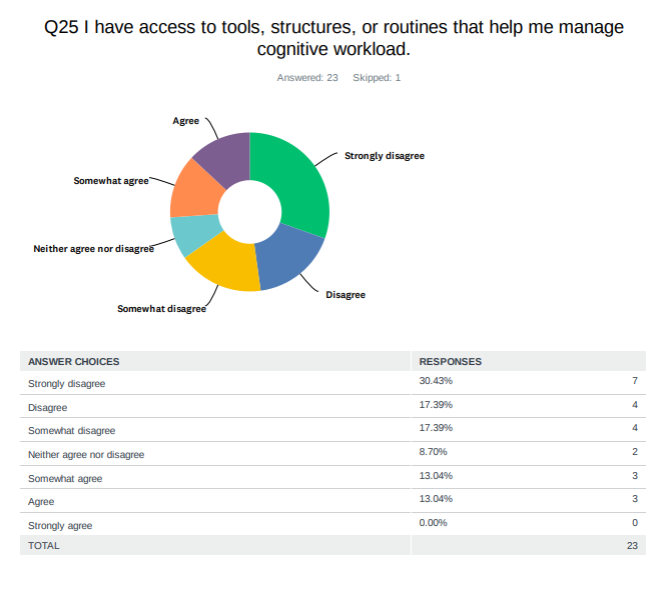 Q25 I have access to tools, structures, or routines that help me manage
cognitive workload.
Answered: 23 Skipped: 1
Agree
Strongly disagree
Somewhat agree
Neither agree nor disagree
Disagree
Somewhat disagree
ANSWER CHOICES RESPONSES
Strongly disagree 30.43% 7
Disagree 17.39% 4
Somewhat disagree 17.39% 4
Neither agree nor disagree 8.70% 2
Somewhat agree 13.04% 3
Agree 13.04% 3
Strongly agree 0.00% 0
TOTAL 23